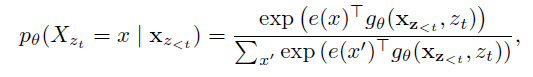 p_θ(X_{z_t} = x | 𝐱_{z_{<t}}) = exp (e(x)^⊤ g_θ(𝐱_{𝐳_{<t}}, z_t)) / ∑_{x′} exp (e(x′)^⊤ g_θ(𝐱_{𝐳_{<t}}, z_t)),